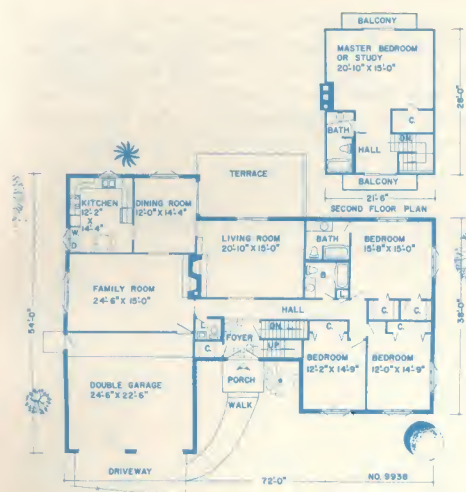 BALCONY
MASTER BEDROOM
OR STUDY
20'-10" X 15'-0"
BATH
C.
DN.
HALL
BALCONY
28'-0"
21'-6"
SECOND FLOOR PLAN
TERRACE
KITCHEN
12'-2"
X
14'-4"
DINING ROOM
12'-0" X 14'-4"
W
D
LIVING ROOM
20'-10" X 15'-0"
BATH
BEDROOM
15'-8" X 15'-0"
B
FAMILY ROOM
24'-6" X 15'-0"
HALL
C.
C.
C.
C.
L.
C.
DN.
UP
FOYER
PORCH
WALK
BEDROOM
12'-2" X 14'-9"
BEDROOM
12'-0" X 14'-9"
DOUBLE GARAGE
24'-6" X 22'-6"
DRIVEWAY
54'-0"
38'-0"
72'-0"
NO. 9938